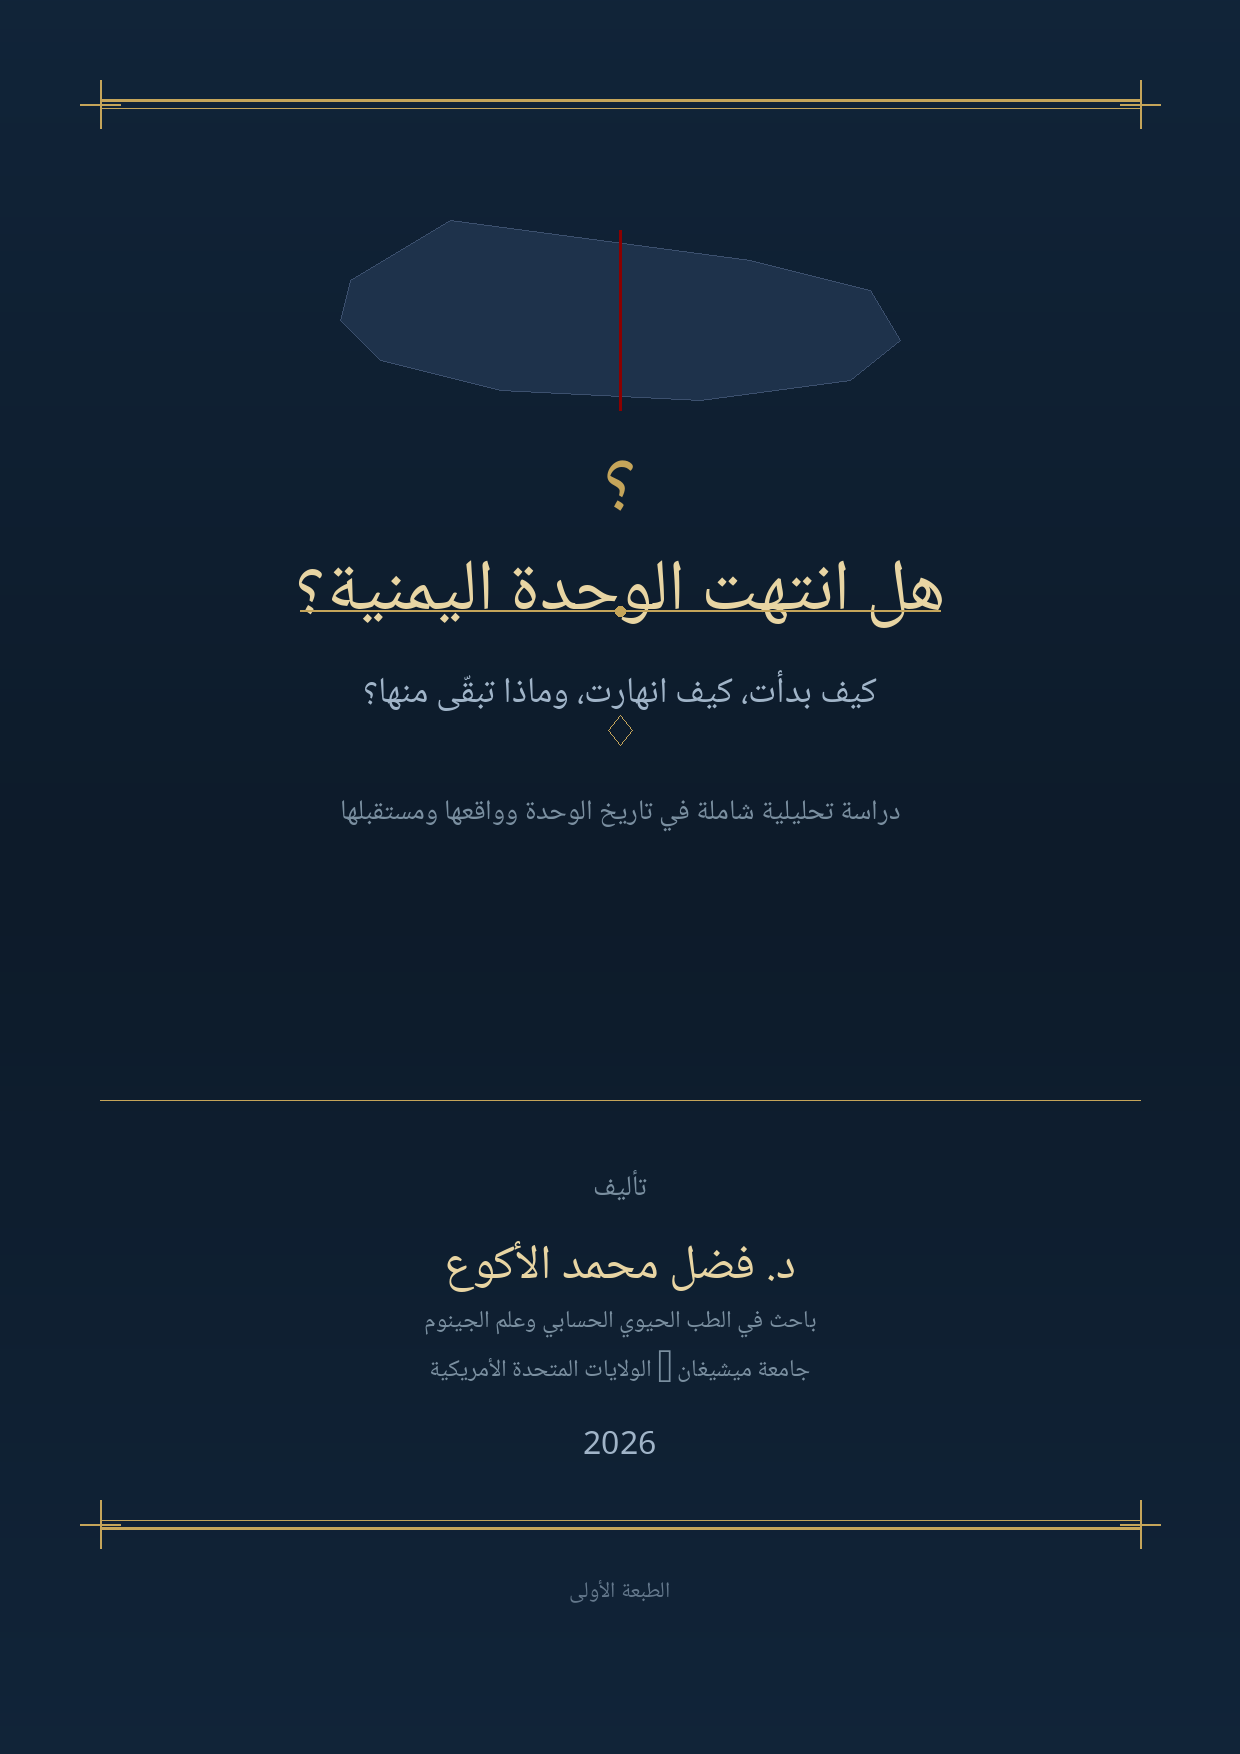 ؟
هل انتهت الوحدة اليمنية؟
كيف بدأت، كيف انهارت، وماذا تبقّى منها؟
دراسة تحليلية شاملة في تاريخ الوحدة وواقعها ومستقبلها
تأليف
د. فضل محمد الأكوع
باحث في الطب الحيوي الحسابي وعلم الجينوم
جامعة ميشيغان ▯ الولايات المتحدة الأمريكية
2026
الطبعة الأولى